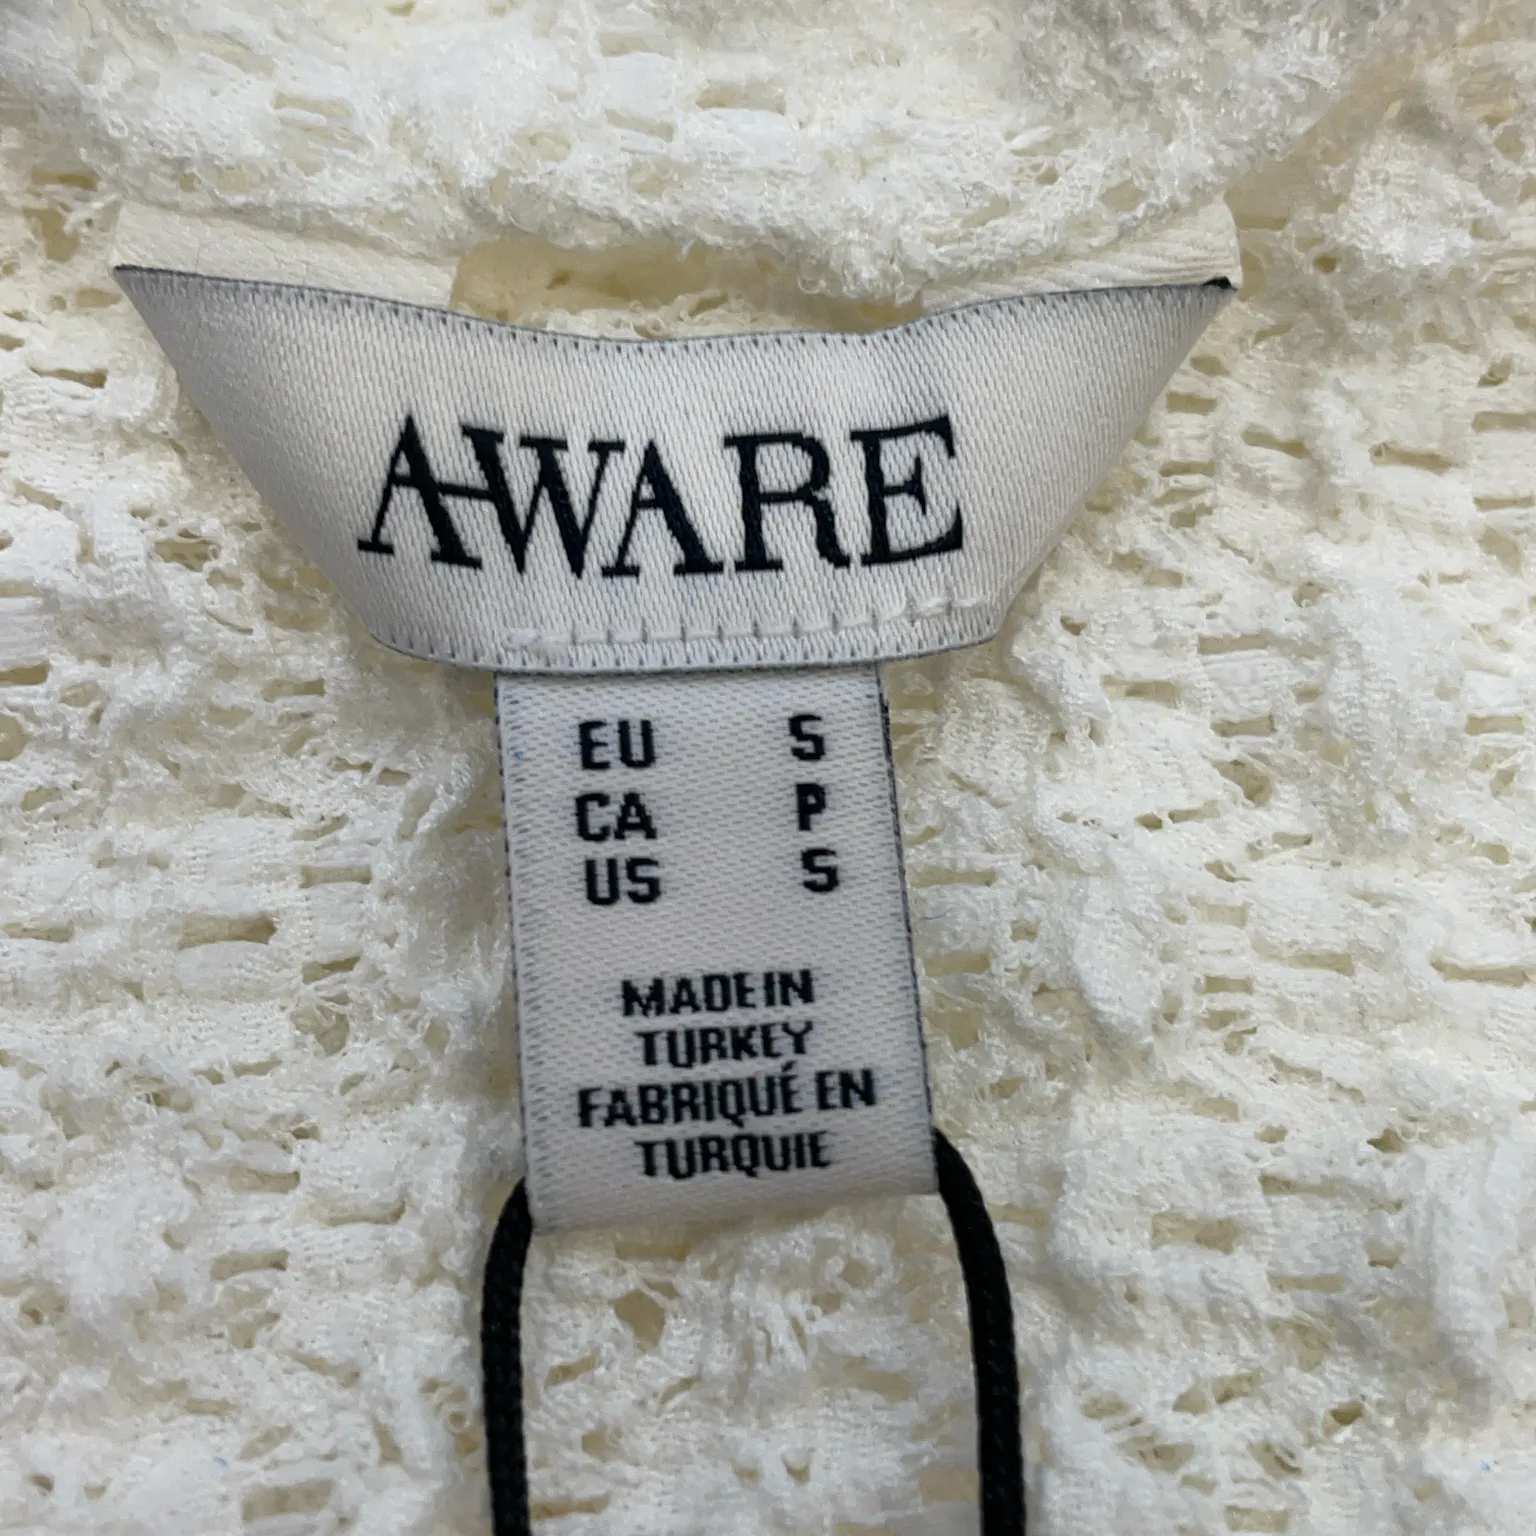 AWARE
EU S
CA P
US S
MADE IN
TURKEY
FABRIQUÉ EN
TURQUIE